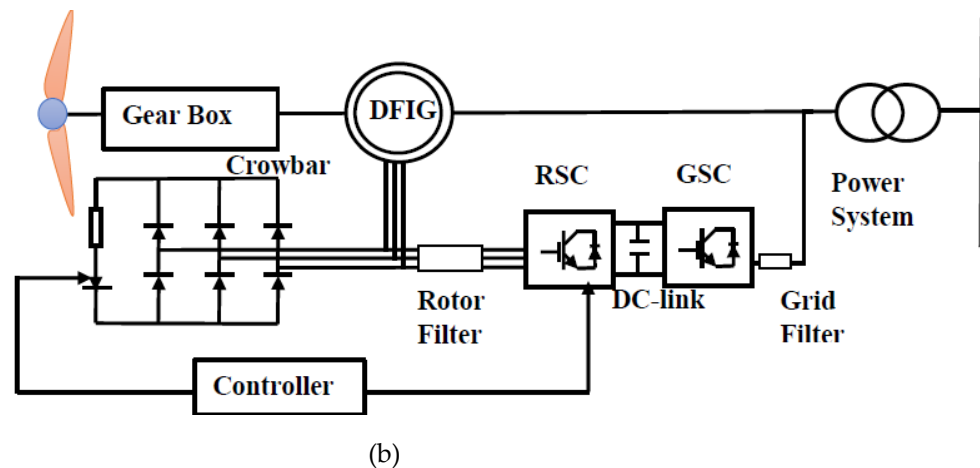 Gear Box
DFIG
Crowbar
RSC
GSC
Power
System
Rotor
Filter
DC-link
Grid
Filter
Controller
(b)